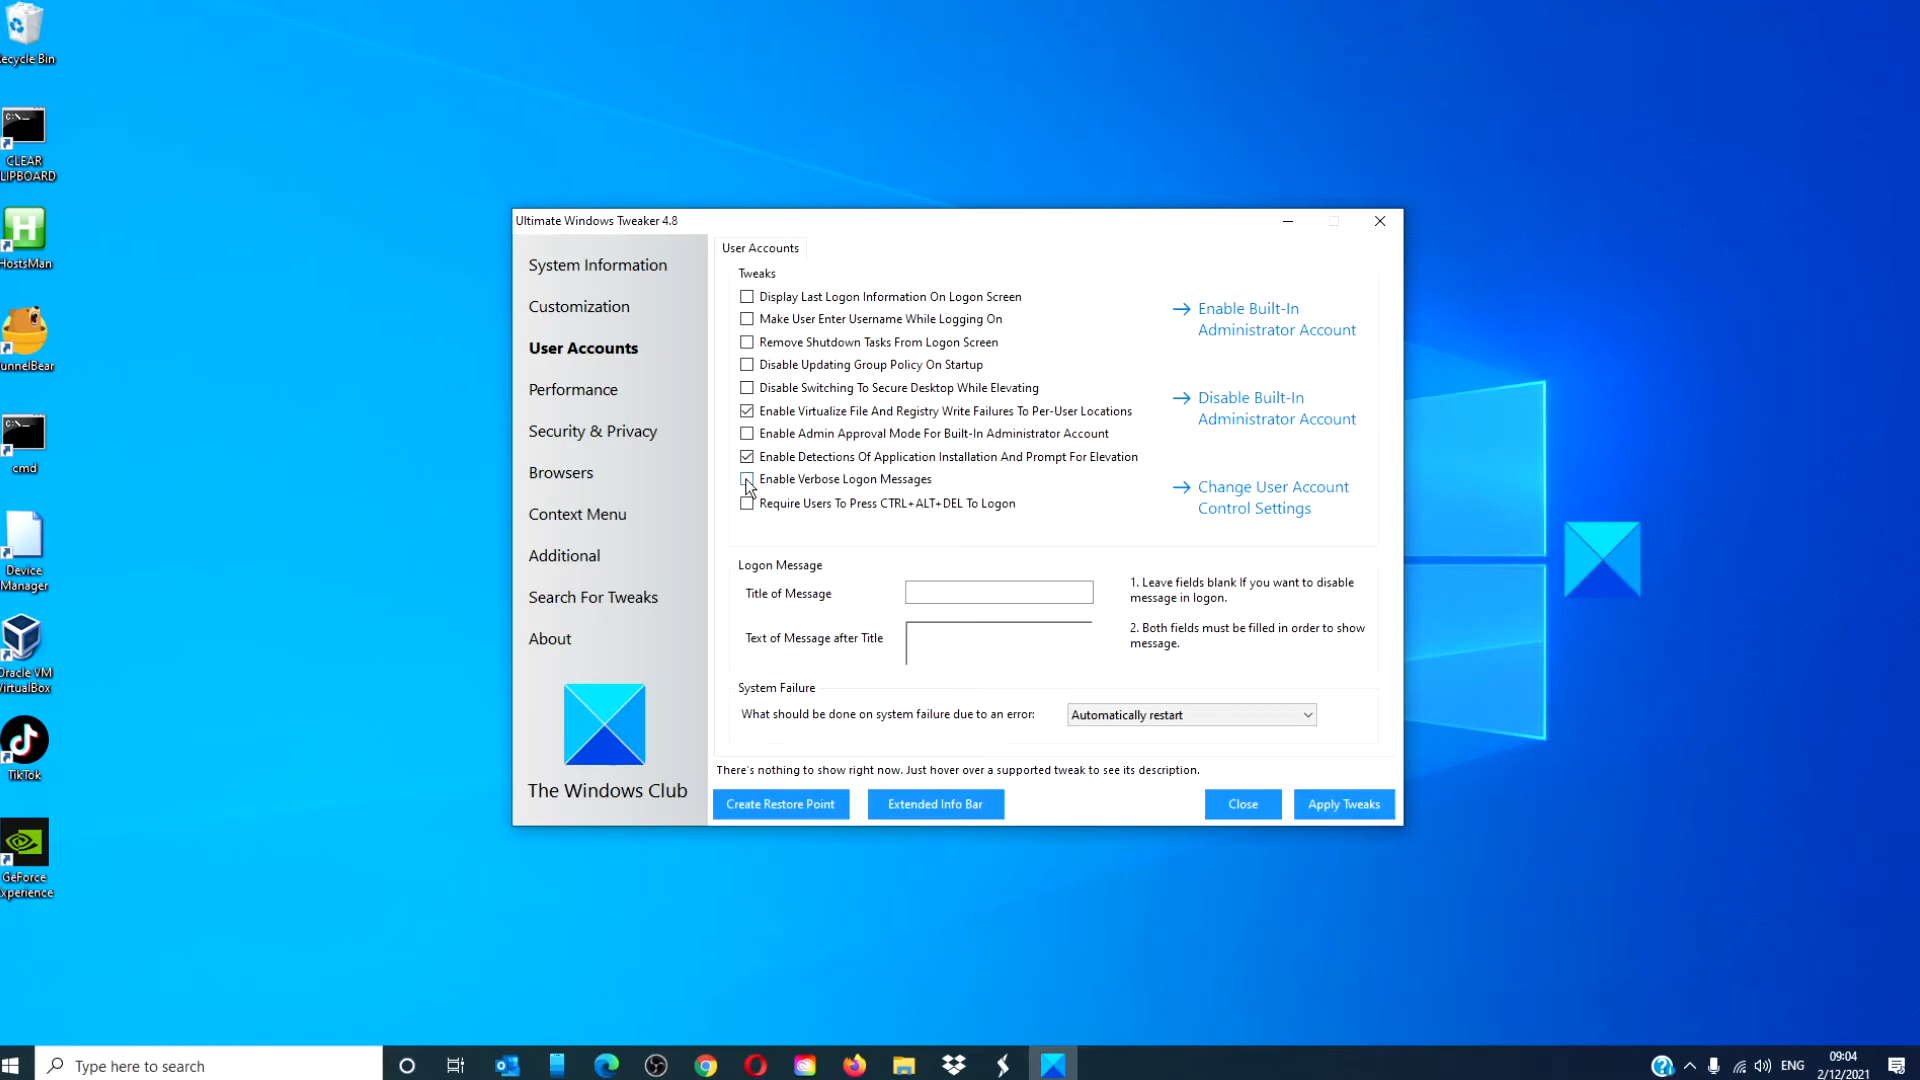 ecycle Bin
CLEAR
LIPBOARD
HostsMan
unnelBear
cmd
Device
Manager
Oracle VM
VirtualBox
TikTok
GeForce
xperience
Ultimate Windows Tweaker 4.8
System Information
Customization
User Accounts
Performance
Security & Privacy
Browsers
Context Menu
Additional
Search For Tweaks
About
The Windows Club
User Accounts
Tweaks
Display Last Logon Information On Logon Screen
Make User Enter Username While Logging On
Remove Shutdown Tasks From Logon Screen
Disable Updating Group Policy On Startup
Disable Switching To Secure Desktop While Elevating
Enable Virtualize File And Registry Write Failures To Per-User Locations
Enable Admin Approval Mode For Built-In Administrator Account
Enable Detections Of Application Installation And Prompt For Elevation
Enable Verbose Logon Messages
Require Users To Press CTRL+ALT+DEL To Logon
Enable Built-In
Administrator Account
Disable Built-In
Administrator Account
Change User Account
Control Settings
Logon Message
Title of Message
Text of Message after Title
1. Leave fields blank If you want to disable
message in logon.
2. Both fields must be filled in order to show
message.
System Failure
What should be done on system failure due to an error:
Automatically restart
There's nothing to show right now. Just hover over a supported tweak to see its description.
Create Restore Point
Extended Info Bar
Close
Apply Tweaks
Type here to search
ENG
09:04
2/12/2021